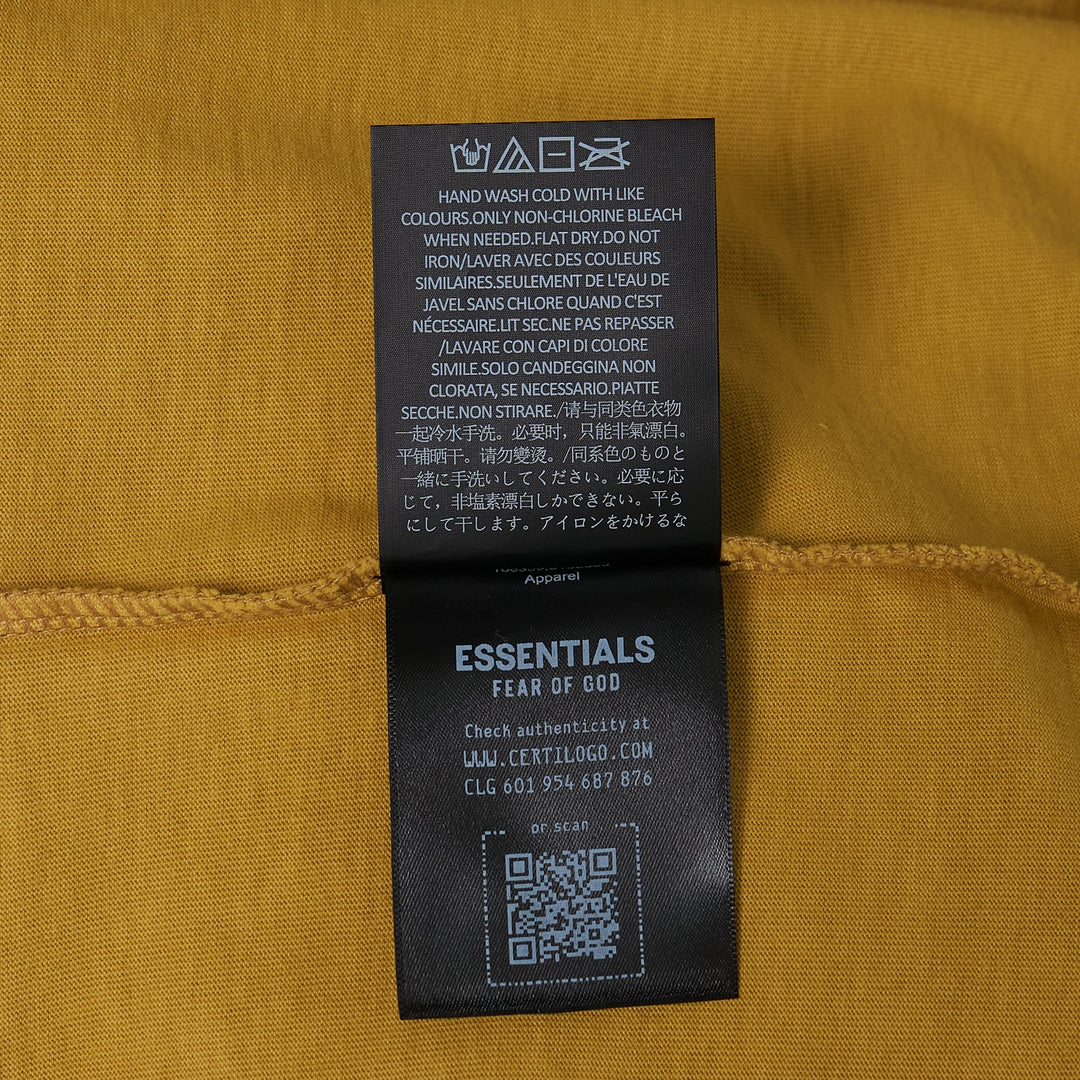 HAND WASH COLD WITH LIKE
COLOURS.ONLY NON-CHLORINE BLEACH
WHEN NEEDED.FLAT DRY.DO NOT
IRON/LAVER AVEC DES COULEURS
SIMILAIRES.SEULEMENT DE L'EAU DE
JAVEL SANS CHLORE QUAND C'EST
NÉCESSAIRE.LIT SEC.NE PAS REPASSER
/LAVARE CON CAPI DI COLORE
SIMILE.SOLO CANDEGGINA NON
CLORATA, SE NECESSARIO.PIATTE
SECCHE.NON STIRARE./请与同类色衣物
一起冷水手洗。必要时，只能非氣漂白。
平铺晒干。请勿變烫。/同系色のものと
一緒に手洗いしてください。必要に応
じて，非塩素漂白しかできない。平ら
にして干します。アイロンをかけるな
Apparel
ESSENTIALS
FEAR OF GOD
Check authenticity at
WWW.CERTILOGO.COM
CLG 601 954 687 876
or scan